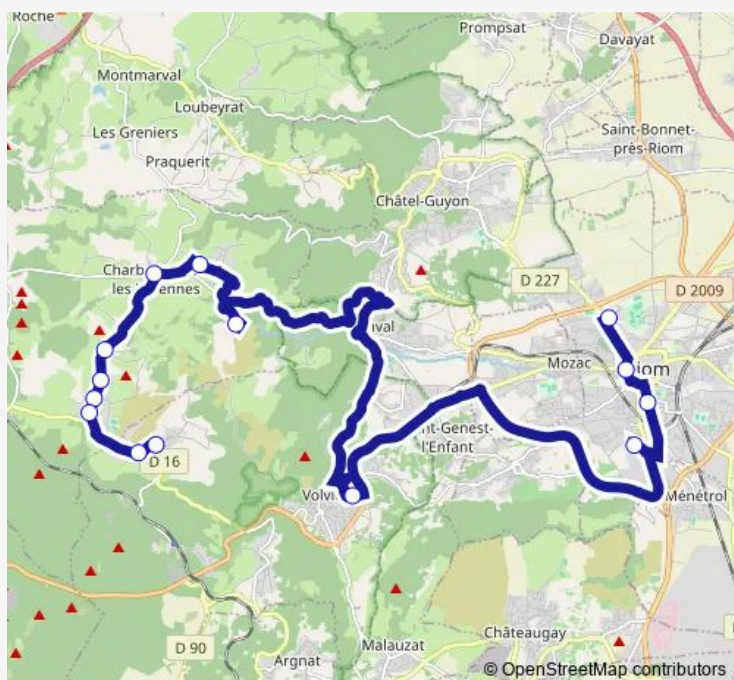 Roche
Prompsat
Davayat
Montmarval
Loubeyrat
Les Greniers
Saint-Bonnet-
près-Riom
Praquerit
Châtel-Guyon
D 227
D 2009
Mozac
D 16
l'Enfant
Ménétrol
Châteaugay
D 90
Malauzat
Argnat
© OpenStreetMap contributors